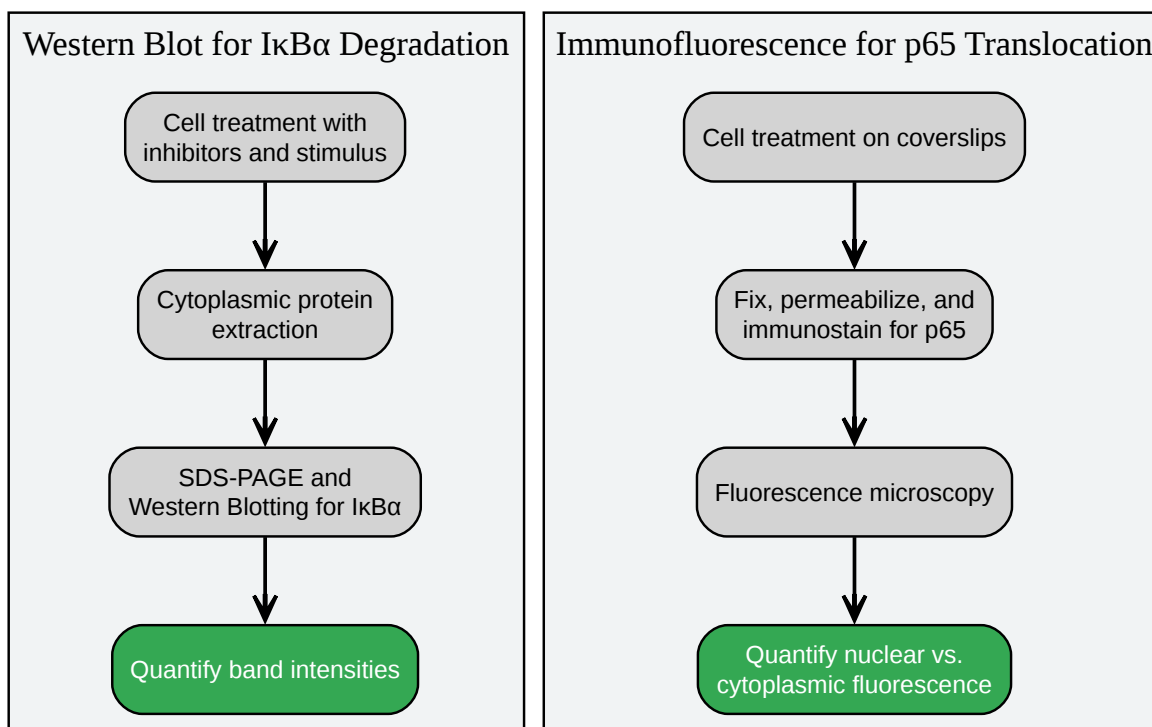 Western Blot for IκBα Degradation
Cell treatment with
inhibitors and stimulus
Cytoplasmic protein
extraction
SDS-PAGE and
Western Blotting for IκBα
Quantify band intensities
Immunofluorescence for p65 Translocation
Cell treatment on coverslips
Fix, permeabilize, and
immunostain for p65
Fluorescence microscopy
Quantify nuclear vs.
cytoplasmic fluorescence